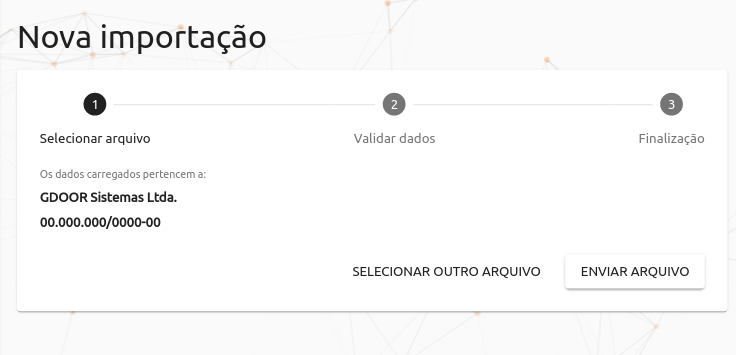 Nova importação
1
2
3
Selecionar arquivo
Validar dados
Finalização
Os dados carregados pertencem a:
GDOOR Sistemas Ltda.
00.000.000/0000-00
SELECIONAR OUTRO ARQUIVO
ENVIAR ARQUIVO